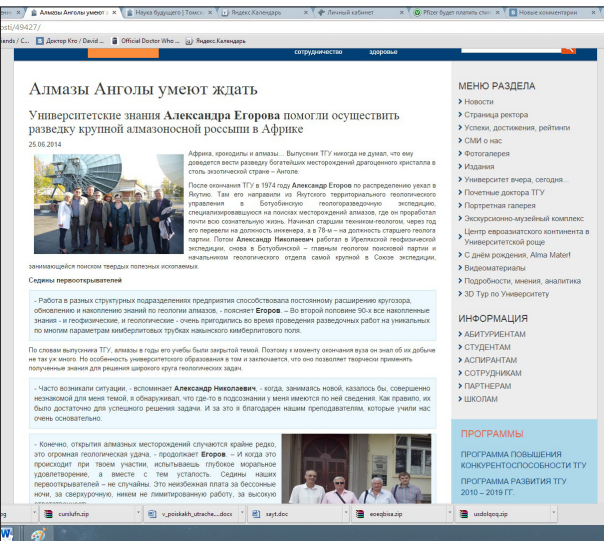 Алмазы Анголы умеют
Наука будущего | Томск
Яндекс.Календарь
Личный кабинет
Pfizer будет платить сти
Новые комментарии
osti/49427/
Доктор Кто / David ...
Official Doctor Who ...
Яндекс.Календарь
сотрудничество
здоровье
Алмазы Анголы умеют ждать
Университетские знания Александра Егорова помогли осуществить
разведку крупной алмазоносной россыпи в Африке
25.06.2014
Африка, крокодилы и алмазы... Выпускник ТГУ никогда не думал, что ему
доведется вести разведку богатейших месторождений драгоценного кристалла в
столь экзотической стране – Анголе.
После окончания ТГУ в 1974 году Александр Егоров по распределению уехал в
Якутию. Там его направили из Якутского территориального геологического
управления в Ботуобинскую геологоразведочную экспедицию,
специализировавшуюся на поисках месторождений алмазов, где он проработал
почти всю сознательную жизнь. Начинал старшим техником-геологом, через год
его перевели на должность инженера, а в 78-м – на должность старшего геолога
партии. Потом Александр Николаевич работал в Иреляхской геофизической
экспедиции, снова в Ботуобинской – главным геологом поисковой партии и
начальником геологического отдела самой крупной в Союзе экспедиции,
занимающейся поиском твердых полезных ископаемых.
Седины первооткрывателей
- Работа в разных структурных подразделениях предприятия способствовала постоянному расширению кругозора,
обновлению и накоплению знаний по геологии алмазов, - поясняет Егоров. – Во второй половине 90-х все накопленные
знания - и геофизические, и геологические - очень пригодились во время проведения разведочных работ на уникальных
по многим параметрам кимберлитовых трубках накынского кимберлитового поля.
По словам выпускника ТГУ, алмазы в годы его учебы были закрытой темой. Поэтому к моменту окончания вуза он знал об их добыче
не так уж много. Но особенность университетского образования в том и заключается, что оно позволяет творчески применять
полученные знания для решения широкого круга геологических задач.
- Часто возникали ситуации, - вспоминает Александр Николаевич, - когда, занимаясь новой, казалось бы, совершенно
незнакомой для меня темой, я обнаруживал, что где-то в подсознании у меня имеются по ней сведения. Как правило, их
было достаточно для успешного решения задачи. И за это я благодарен нашим преподавателям, которые учили нас
очень основательно.
- Конечно, открытия алмазных месторождений случаются крайне редко,
это огромная геологическая удача, - продолжает Егоров. – И когда это
происходит при твоем участии, испытываешь глубокое моральное
удовлетворение, а вместе с тем усталость. Седины наших
первооткрывателей – не случайны. Это неизбежная плата за бессонные
ночи, за сверхурочную, никем не лимитированную работу, за высокую
МЕНЮ РАЗДЕЛА
Новости
Страница ректора
Успехи, достижения, рейтинги
СМИ о нас
Фотогалерея
Издания
Университет вчера, сегодня...
Почетные доктора ТГУ
Портретная галерея
Экскурсионно-музейный комплекс
Центр евроазиатского континента в
Университетской роще
С днём рождения, Alma Mater!
Видеоматериалы
Подробности, мнения, аналитика
3D Тур по Университету
ИНФОРМАЦИЯ
АБИТУРИЕНТАМ
СТУДЕНТАМ
АСПИРАНТАМ
СОТРУДНИКАМ
ПАРТНЕРАМ
ШКОЛАМ
ПРОГРАММЫ
ПРОГРАММА ПОВЫШЕНИЯ
КОНКУРЕНТОСПОСОБНОСТИ ТГУ
ПРОГРАММА РАЗВИТИЯ ТГУ
2010 – 2019 ГГ.
curslufn.zip
v_poiskakh_utrache....docx
sayt.doc
eoeqbisa.zip
usdolqoq.zip